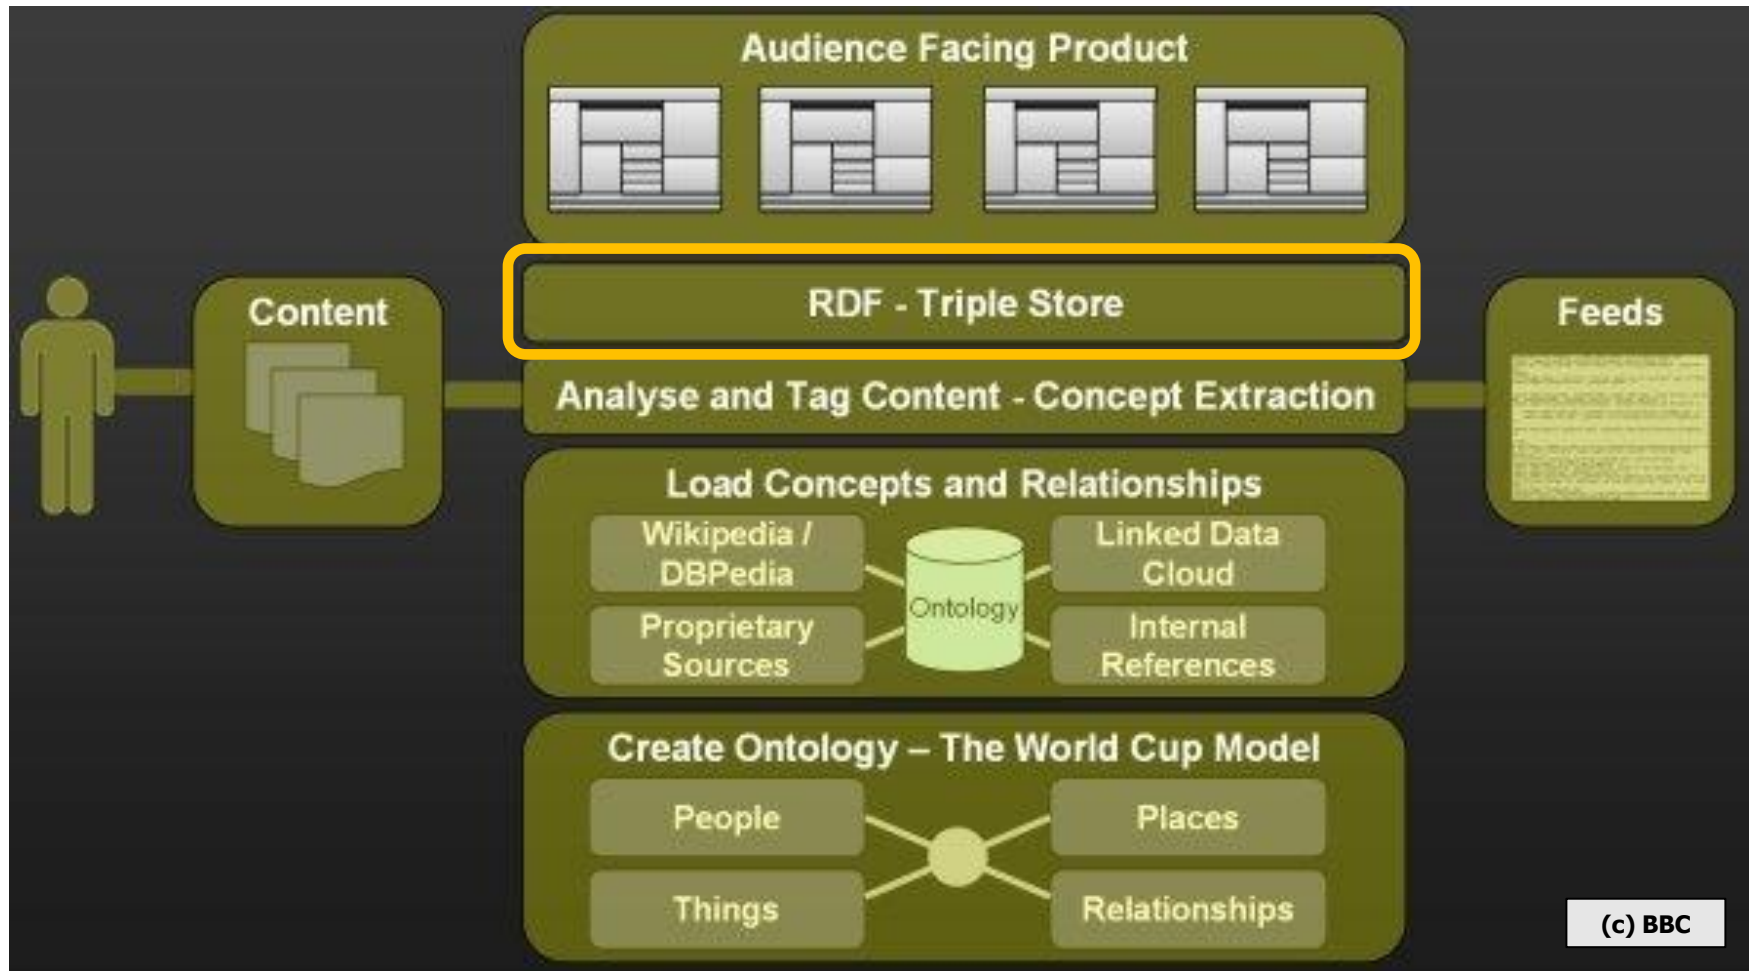 Audience Facing Product
RDF - Triple Store
Content
Feeds
Analyse and Tag Content - Concept Extraction
Load Concepts and Relationships
Wikipedia /
DBPedia
Linked Data
Cloud
Ontology
Proprietary
Sources
Internal
References
Create Ontology – The World Cup Model
People
Places
Things
Relationships
(c) BBC